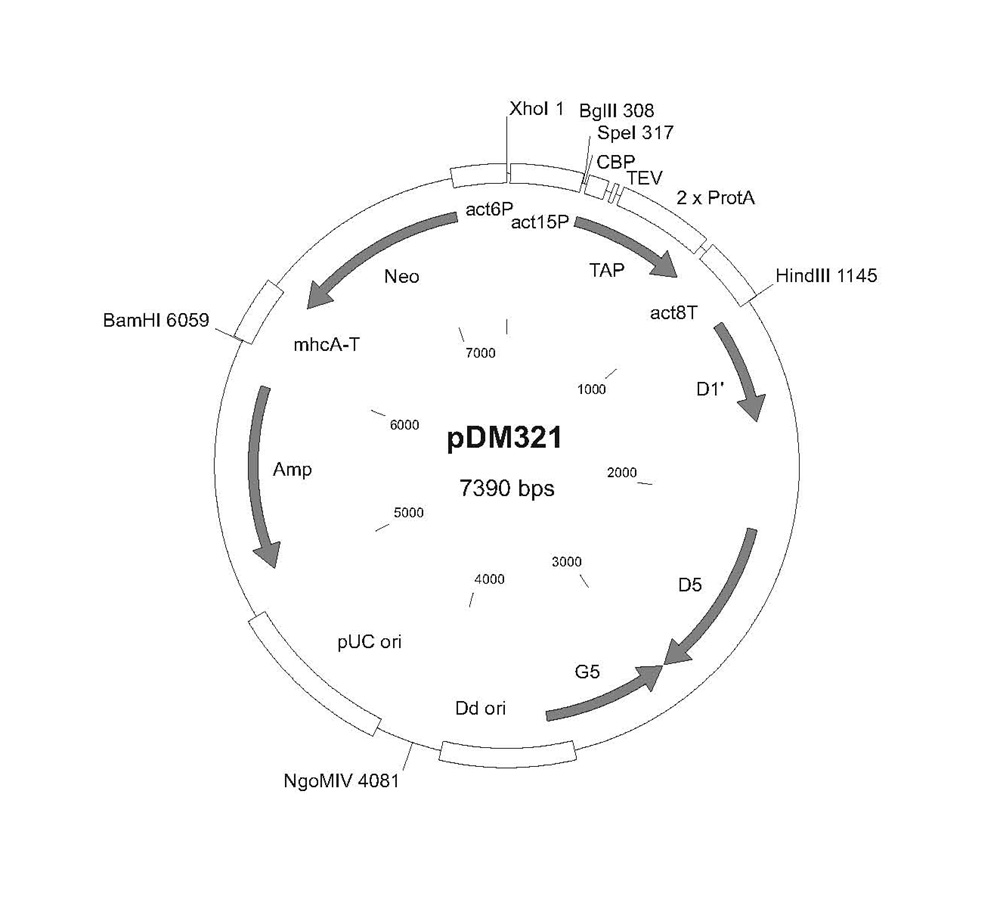 XhoI 1
BglII 308
SpeI 317
CBP
TEV
2 x ProtA
act6P
act15P
Neo
TAP
HindIII 1145
act8T
BamHI 6059
mhcA-T
7000
1000
D1'
6000
pDM321
Amp
2000
7390 bps
5000
3000
4000
D5
pUC ori
G5
Dd ori
NgoMIV 4081